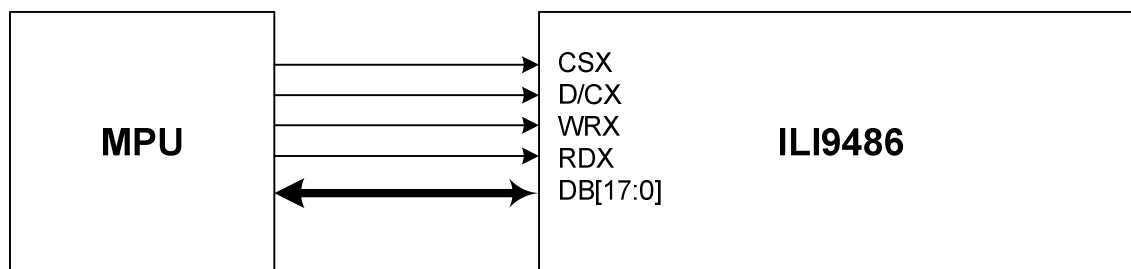 CSX
D/CX
MPU
WRX
ILI9486
RDX
DB[17:0]